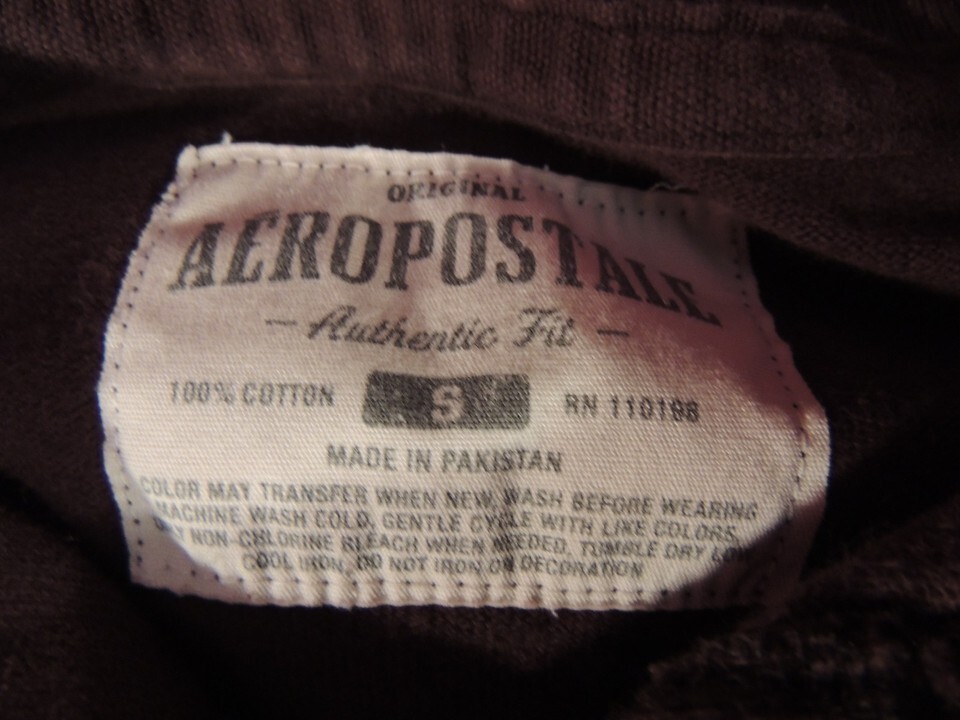 ORIGINAL
AEROPOSTALE
— Authentic Fit —
100% COTTON S RN 110198
MADE IN PAKISTAN
COLOR MAY TRANSFER WHEN NEW, WASH BEFORE WEARING
MACHINE WASH COLD, GENTLE CYCLE WITH LIKE COLORS,
NON-CHLORINE BLEACH WHEN NEEDED, TUMBLE DRY LOW
COOL IRON, DO NOT IRON ON DECORATION